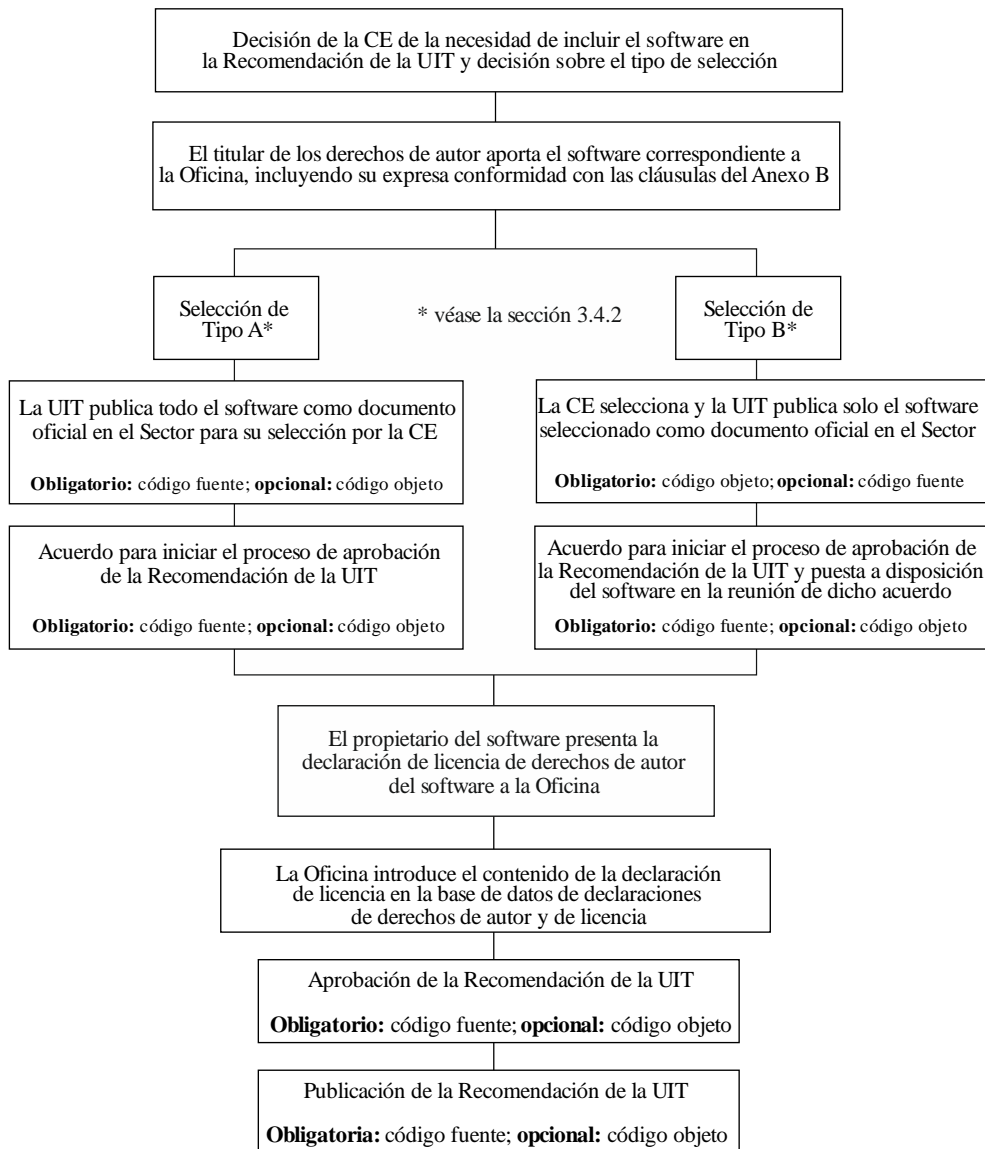 Decisión de la CE de la necesidad de incluir el software en
la Recomendación de la UIT y decisión sobre el tipo de selección
El titular de los derechos de autor aporta el software correspondiente a
la Oficina, incluyendo su expresa conformidad con las cláusulas del Anexo B
Selección de
Tipo A*
* véase la sección 3.4.2
Selección de
Tipo B*
La UIT publica todo el software como documento
oficial en el Sector para su selección por la CE
Obligatorio: código fuente; opcional: código objeto
La CE selecciona y la UIT publica solo el software
seleccionado como documento oficial en el Sector
Obligatorio: código objeto; opcional: código fuente
Acuerdo para iniciar el proceso de aprobación
de la Recomendación de la UIT
Obligatorio: código fuente; opcional: código objeto
Acuerdo para iniciar el proceso de aprobación de
la Recomendación de la UIT y puesta a disposición
del software en la reunión de dicho acuerdo
Obligatorio: código fuente; opcional: código objeto
El propietario del software presenta la
declaración de licencia de derechos de autor
del software a la Oficina
La Oficina introduce el contenido de la declaración
de licencia en la base de datos de declaraciones
de derechos de autor y de licencia
Aprobación de la Recomendación de la UIT
Obligatorio: código fuente; opcional: código objeto
Publicación de la Recomendación de la UIT
Obligatoria: código fuente; opcional: código objeto